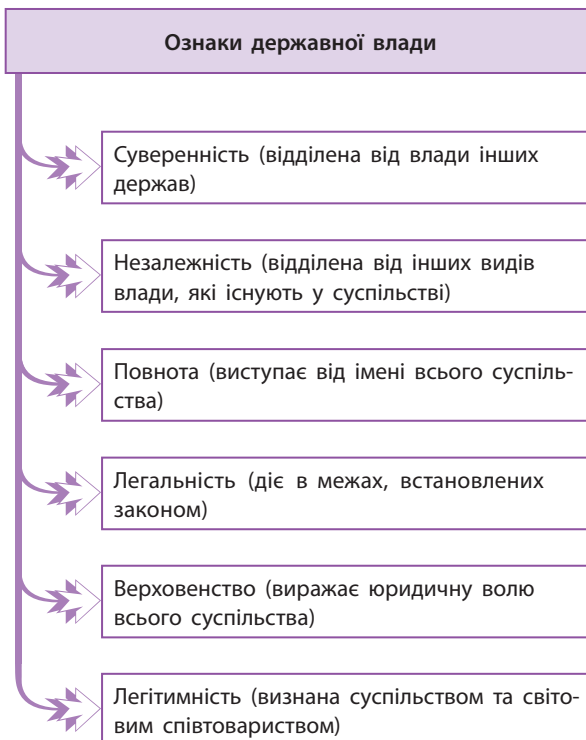 Ознаки державної влади
Суверенність (відділена від влади інших
держав)
Незалежність (відділена від інших видів
влади, які існують у суспільстві)
Повнота (виступає від імені всього суспіль-
ства)
Легальність (діє в межах, встановлених
законом)
Верховенство (виражає юридичну волю
всього суспільства)
Легітимність (визнана суспільством та світо-
вим співтовариством)